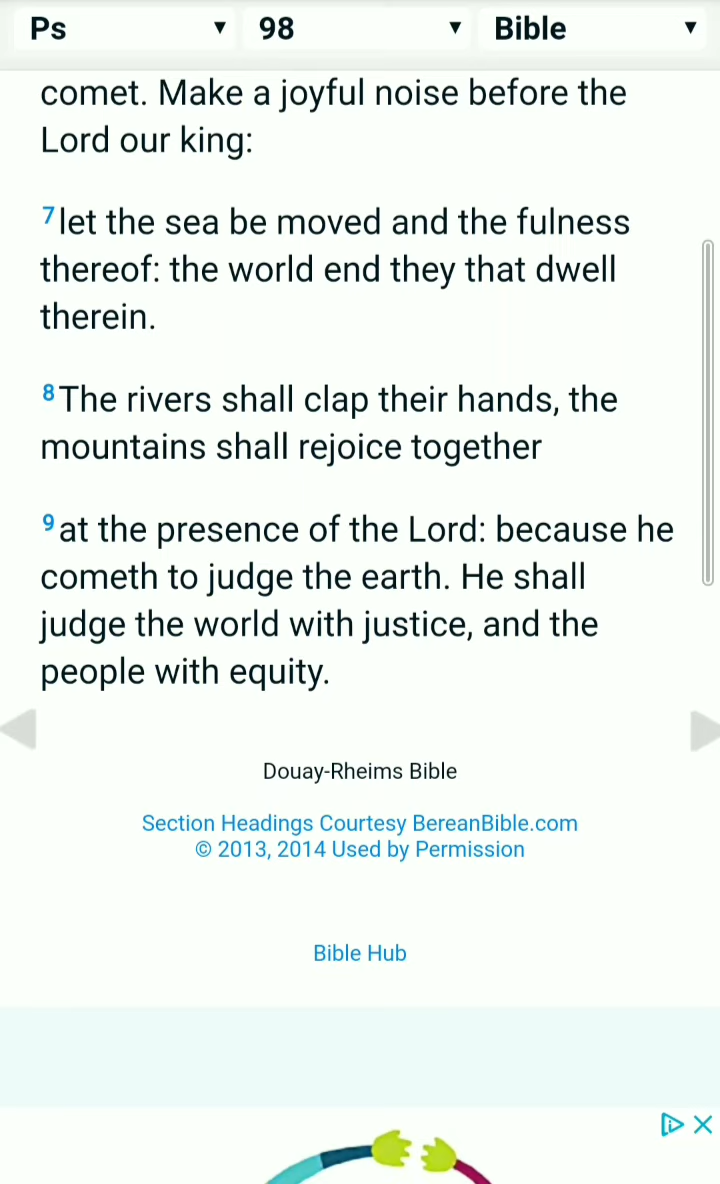 Ps 98 Bible
comet. Make a joyful noise before the
Lord our king:
7 let the sea be moved and the fulness
thereof: the world end they that dwell
therein.
8 The rivers shall clap their hands, the
mountains shall rejoice together
9 at the presence of the Lord: because he
cometh to judge the earth. He shall
judge the world with justice, and the
people with equity.
Douay-Rheims Bible
Section Headings Courtesy BereanBible.com
© 2013, 2014 Used by Permission
Bible Hub